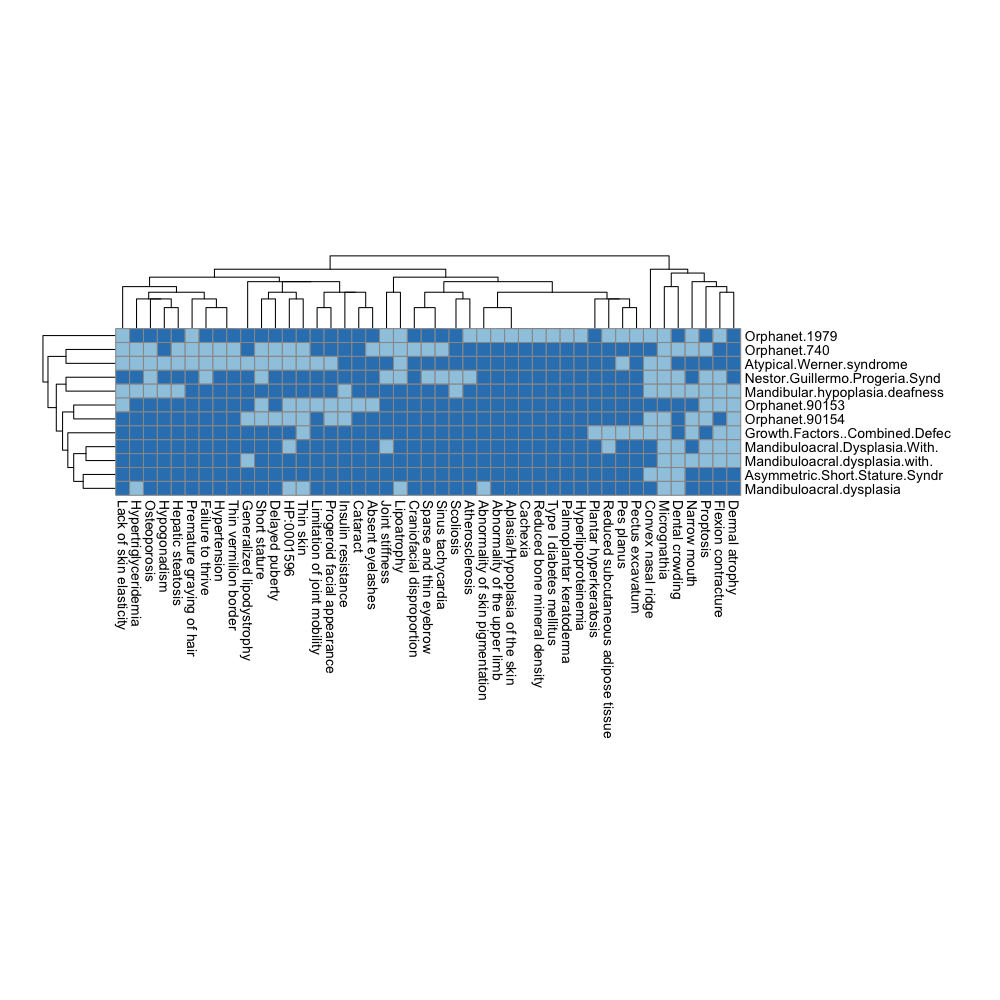 Orphanet.1979
Orphanet.740
Atypical.Werner.syndrome
Nestor.Guillermo.Progeria.Synd
Mandibular.hypoplasia.deafness
Orphanet.90153
Orphanet.90154
Growth.Factors..Combined.Defec
Mandibuloacral.Dysplasia.With.
Mandibuloacral.dysplasia.with.
Asymmetric.Short.Stature.Syndr
Mandibuloacral.dysplasia
Lack of skin elasticity
Hypertriglyceridemia
Osteoporosis
Hypogonadism
Hepatic steatosis
Premature graying of hair
Failure to thrive
Hypertension
Thin vermilion border
Generalized lipodystrophy
Short stature
Delayed puberty
HP:0001596
Thin skin
Limitation of joint mobility
Progeroid facial appearance
Insulin resistance
Cataract
Absent eyelashes
Joint stiffness
Lipoatrophy
Craniofacial disproportion
Sparse and thin eyebrow
Sinus tachycardia
Scoliosis
Atherosclerosis
Abnormality of skin pigmentation
Abnormality of the upper limb
Aplasia/Hypoplasia of the skin
Cachexia
Reduced bone mineral density
Type I diabetes mellitus
Palmoplantar keratoderma
Hyperlipoproteinemia
Plantar hyperkeratosis
Reduced subcutaneous adipose tissue
Pes planus
Pectus excavatum
Convex nasal ridge
Micrognathia
Dental crowding
Narrow mouth
Proptosis
Flexion contracture
Dermal atrophy